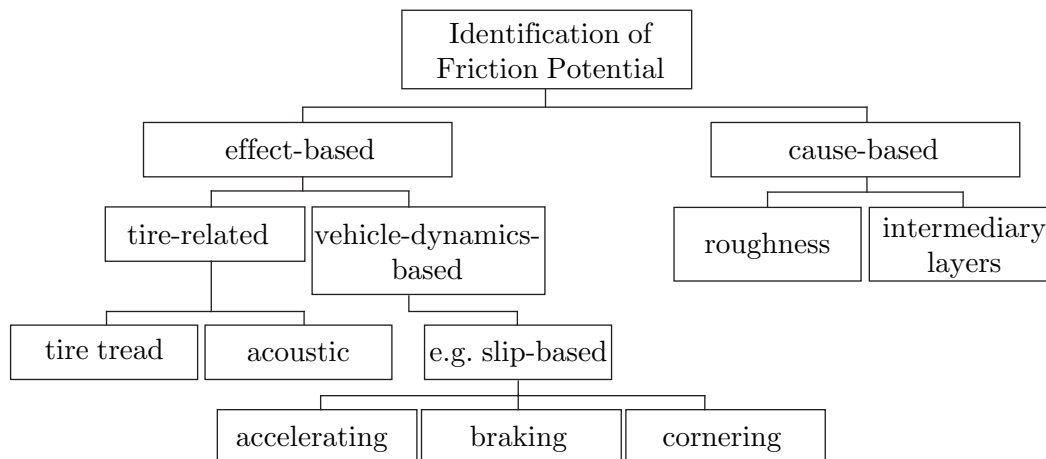 Identification of
Friction Potential
effect-based
cause-based
tire-related
vehicle-dynamics-
based
roughness
intermediary
layers
tire tread
acoustic
e.g. slip-based
accelerating
braking
cornering